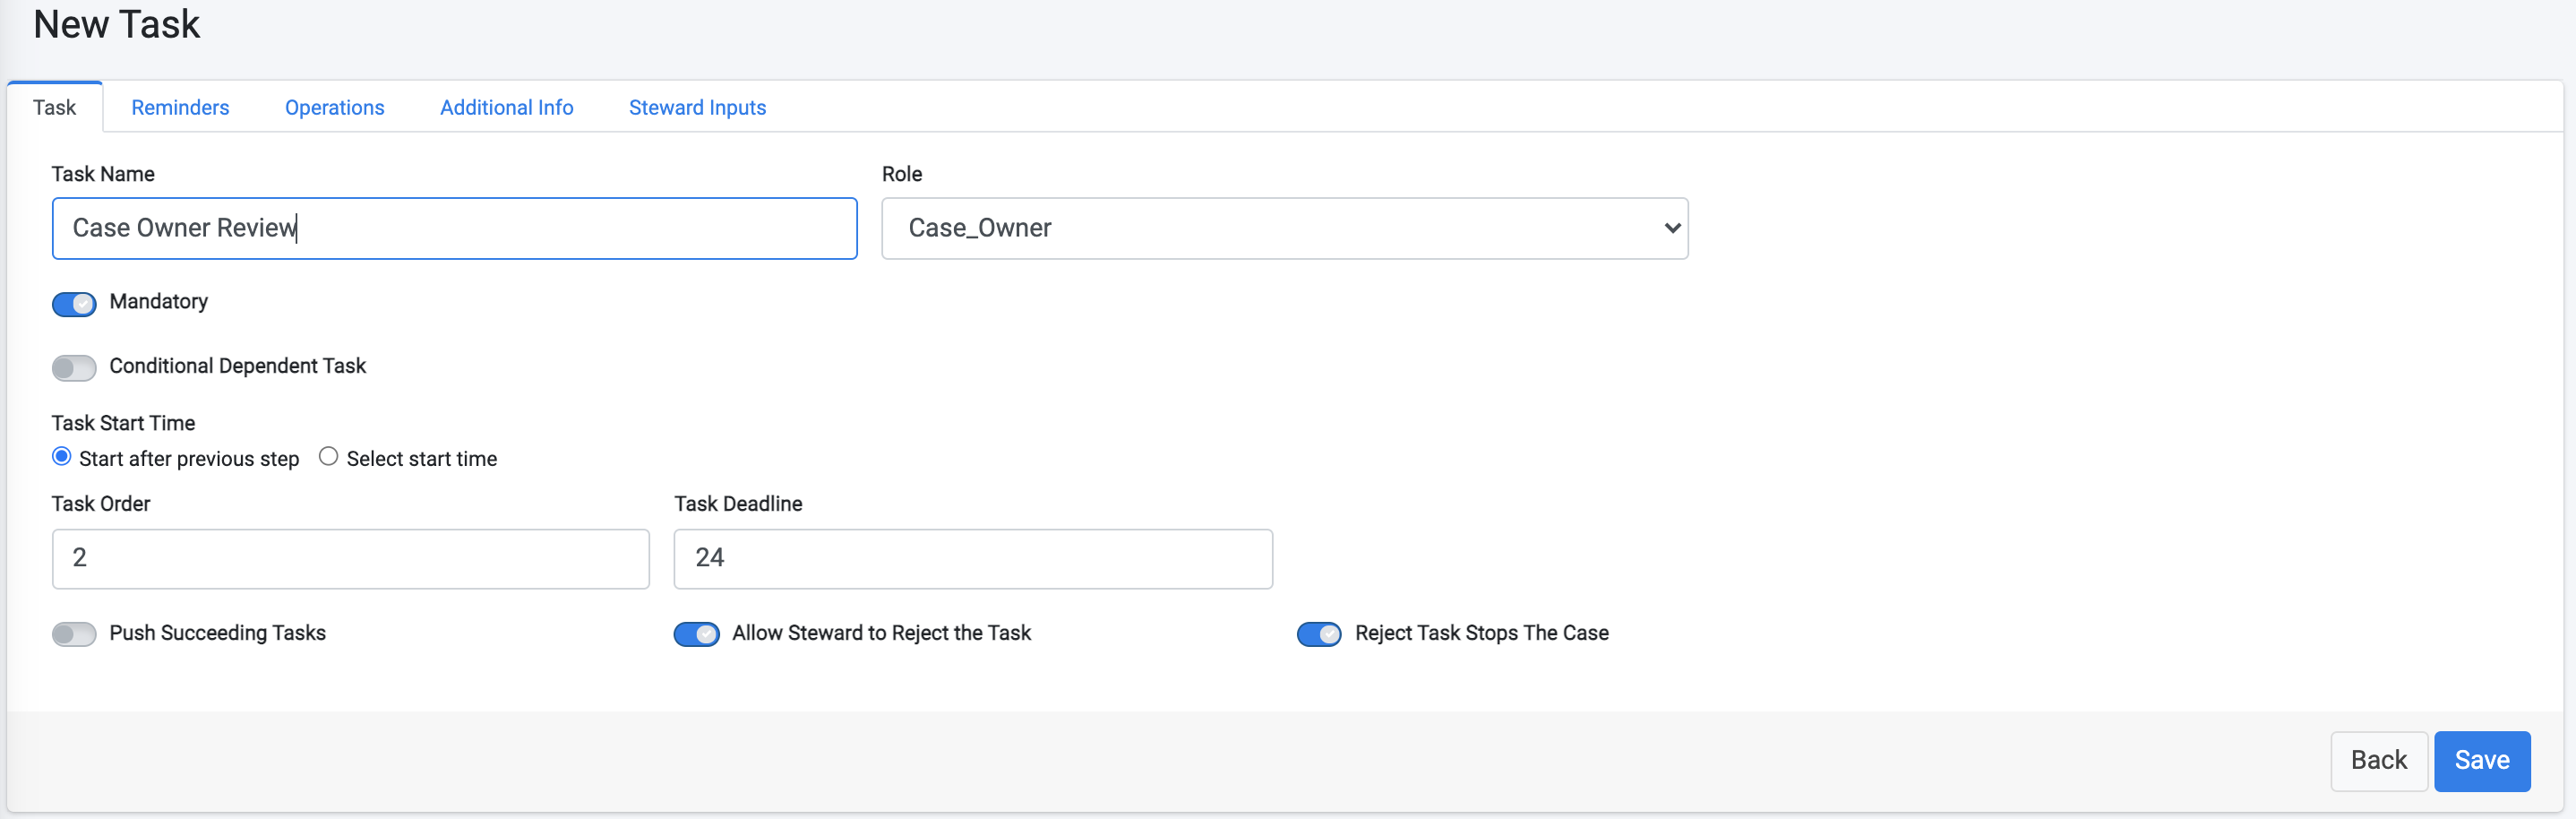 New Task
Task Reminders Operations Additional Info Steward Inputs
Task Name Role
Case Owner Review Case_Owner
Mandatory
Conditional Dependent Task
Task Start Time
Start after previous step Select start time
Task Order Task Deadline
2 24
Push Succeeding Tasks Allow Steward to Reject the Task Reject Task Stops The Case
Back Save